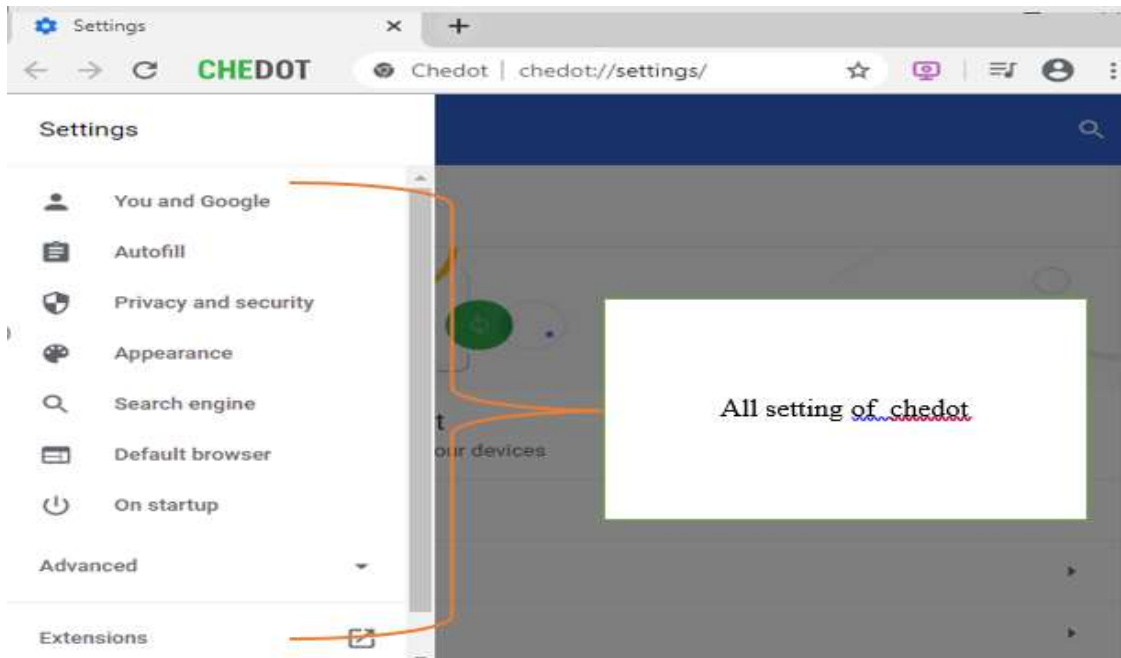 Settings
CHEDOT Chedot | chedot://settings/
Settings
You and Google
Autofill
Privacy and security
Appearance
Search engine
Default browser
On startup
Advanced
Extensions
t
our devices
All setting of chedot